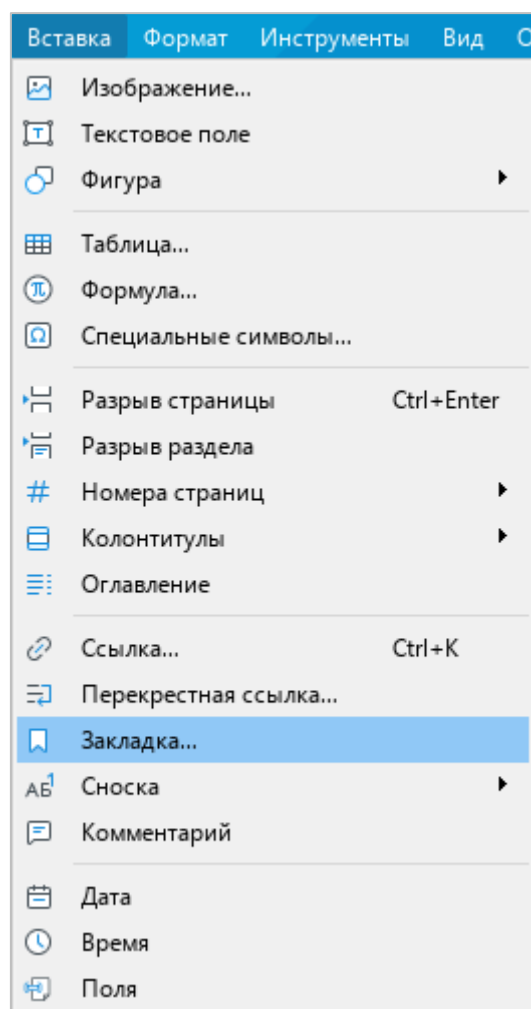 Вставка Формат Инструменты Вид
Изображение...
Текстовое поле
Фигура
Таблица...
Формула...
Специальные символы...
Разрыв страницы Ctrl+Enter
Разрыв раздела
Номера страниц
Колонтитулы
Оглавление
Ссылка... Ctrl+K
Перекрестная ссылка...
Закладка...
Сноска
Комментарий
Дата
Время
Поля